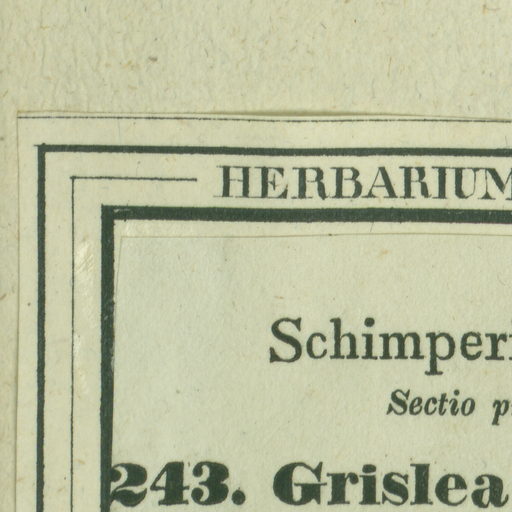 HERBARIUM
Schimperi
Sectio p
243. Grislea